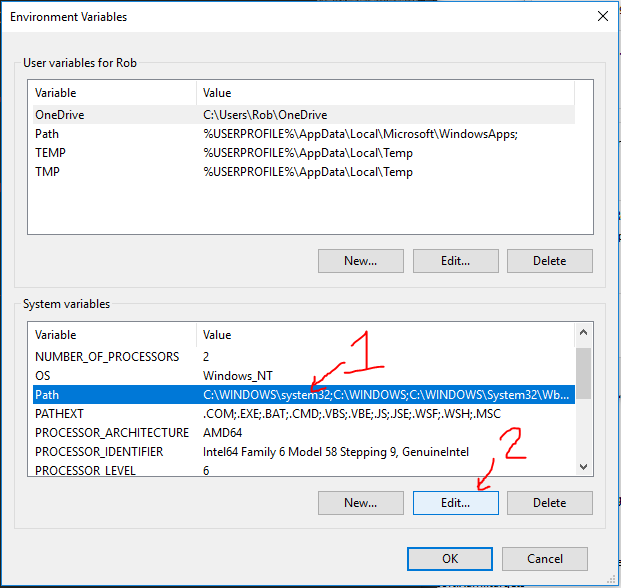 Environment Variables
User variables for Rob
Variable Value
OneDrive C:\Users\Rob\OneDrive
Path %USERPROFILE%\AppData\Local\Microsoft\WindowsApps;
TEMP %USERPROFILE%\AppData\Local\Temp
TMP %USERPROFILE%\AppData\Local\Temp
New... Edit... Delete
System variables
Variable Value
1
NUMBER_OF_PROCESSORS 2
OS Windows_NT
Path C:\WINDOWS\system32;C:\WINDOWS;C:\WINDOWS\System32\Wb...
PATHEXT .COM;.EXE;.BAT;.CMD;.VBS;.VBE;.JS;.JSE;.WSF;.WSH;.MSC
PROCESSOR_ARCHITECTURE AMD64
PROCESSOR_IDENTIFIER Intel64 Family 6 Model 58 Stepping 9, GenuineIntel
2
PROCESSOR_LEVEL 6
New... Edit... Delete
OK Cancel